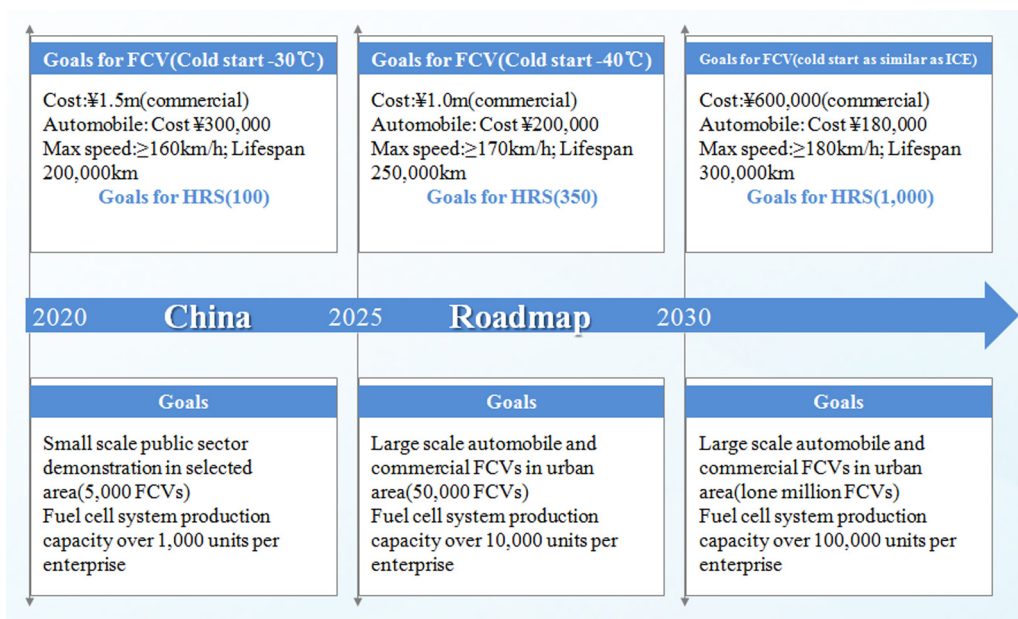 Goals for FCV(Cold start -30℃)
Cost:¥1.5m(commercial)
Automobile: Cost ¥300,000
Max speed:≥160km/h; Lifespan
200,000km
Goals for HRS(100)
Goals for FCV(Cold start -40℃)
Cost:¥1.0m(commercial)
Automobile: Cost ¥200,000
Max speed:≥170km/h; Lifespan
250,000km
Goals for HRS(350)
Goals for FCV(cold start as similar as ICE)
Cost:¥600,000(commercial)
Automobile: Cost ¥180,000
Max speed:≥180km/h; Lifespan
300,000km
Goals for HRS(1,000)
2020 China 2025 Roadmap 2030
Goals
Small scale public sector
demonstration in selected
area(5,000 FCVs)
Fuel cell system production
capacity over 1,000 units per
enterprise
Goals
Large scale automobile and
commercial FCVs in urban
area(50,000 FCVs)
Fuel cell system production
capacity over 10,000 units per
enterprise
Goals
Large scale automobile and
commercial FCVs in urban
area(lone million FCVs)
Fuel cell system production
capacity over 100,000 units per
enterprise